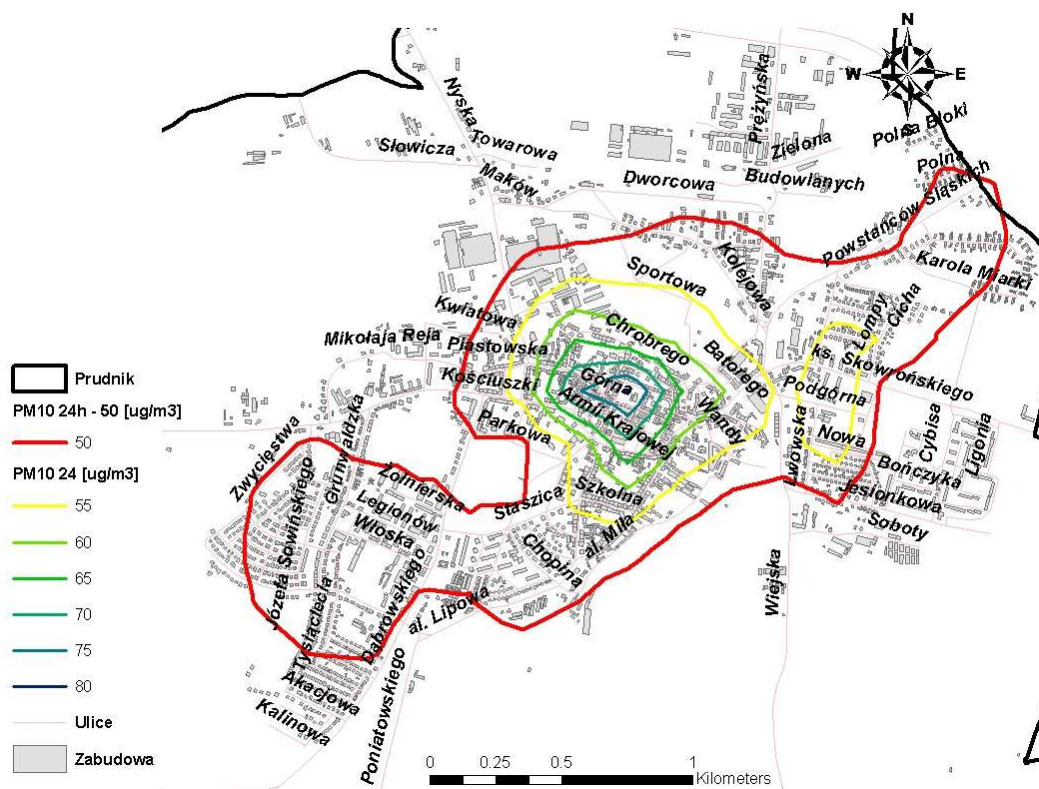 N
W
E
S
Prężyńska
Nyska
Towarowa
Słowicza
Maków
Zielona
Polna Bloki
Polna
Dworcowa
Budowlanych
Powstańców Śląskich
Karola Miarki
Kolejowa
Sportowa
Kwiatowa
Mikołaja Reja
Piastowska
Chrobrego
Łompy
Cicha
ks. Skowrońskiego
Batorego
Kościuszki
Górna
Armii Krajowej
Podgórna
Wandy
Parkowa
Nowa
Cybisa
Ligonia
Lwowska
Bończyka
Zwycięstwa
Grunwaldzka
Żołnierska
Szkolna
Jesionkowa
Józefa Sowińskiego
Legionów
Staszica
Soboty
Włoska
al. Miła
Chopina
Dąbrowskiego
Wiejska
al. Lipowa
Tysiąclecia
Akacjowa
Kalinowa
Poniatowskiego
Prudnik
PM10 24h - 50 [ug/m3]
50
PM10 24 [ug/m3]
55
60
65
70
75
80
Ulice
Zabudowa
0 0.25 0.5 1
Kilometers